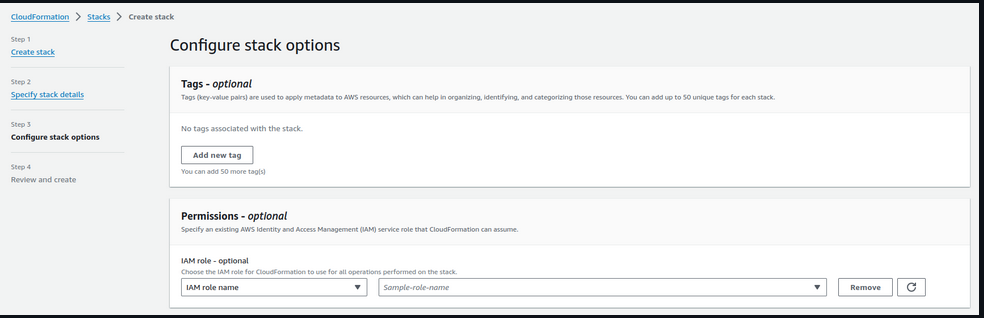 CloudFormation > Stacks > Create stack
Step 1
Create stack
Step 2
Specify stack details
Step 3
Configure stack options
Step 4
Review and create
Configure stack options
Tags - optional
Tags (key-value pairs) are used to apply metadata to AWS resources, which can help in organizing, identifying, and categorizing those resources. You can add up to 50 unique tags for each stack.
No tags associated with the stack.
Add new tag
You can add 50 more tag(s)
Permissions - optional
Specify an existing AWS Identity and Access Management (IAM) service role that CloudFormation can assume.
IAM role - optional
Choose the IAM role for CloudFormation to use for all operations performed on the stack.
IAM role name Sample-role-name Remove